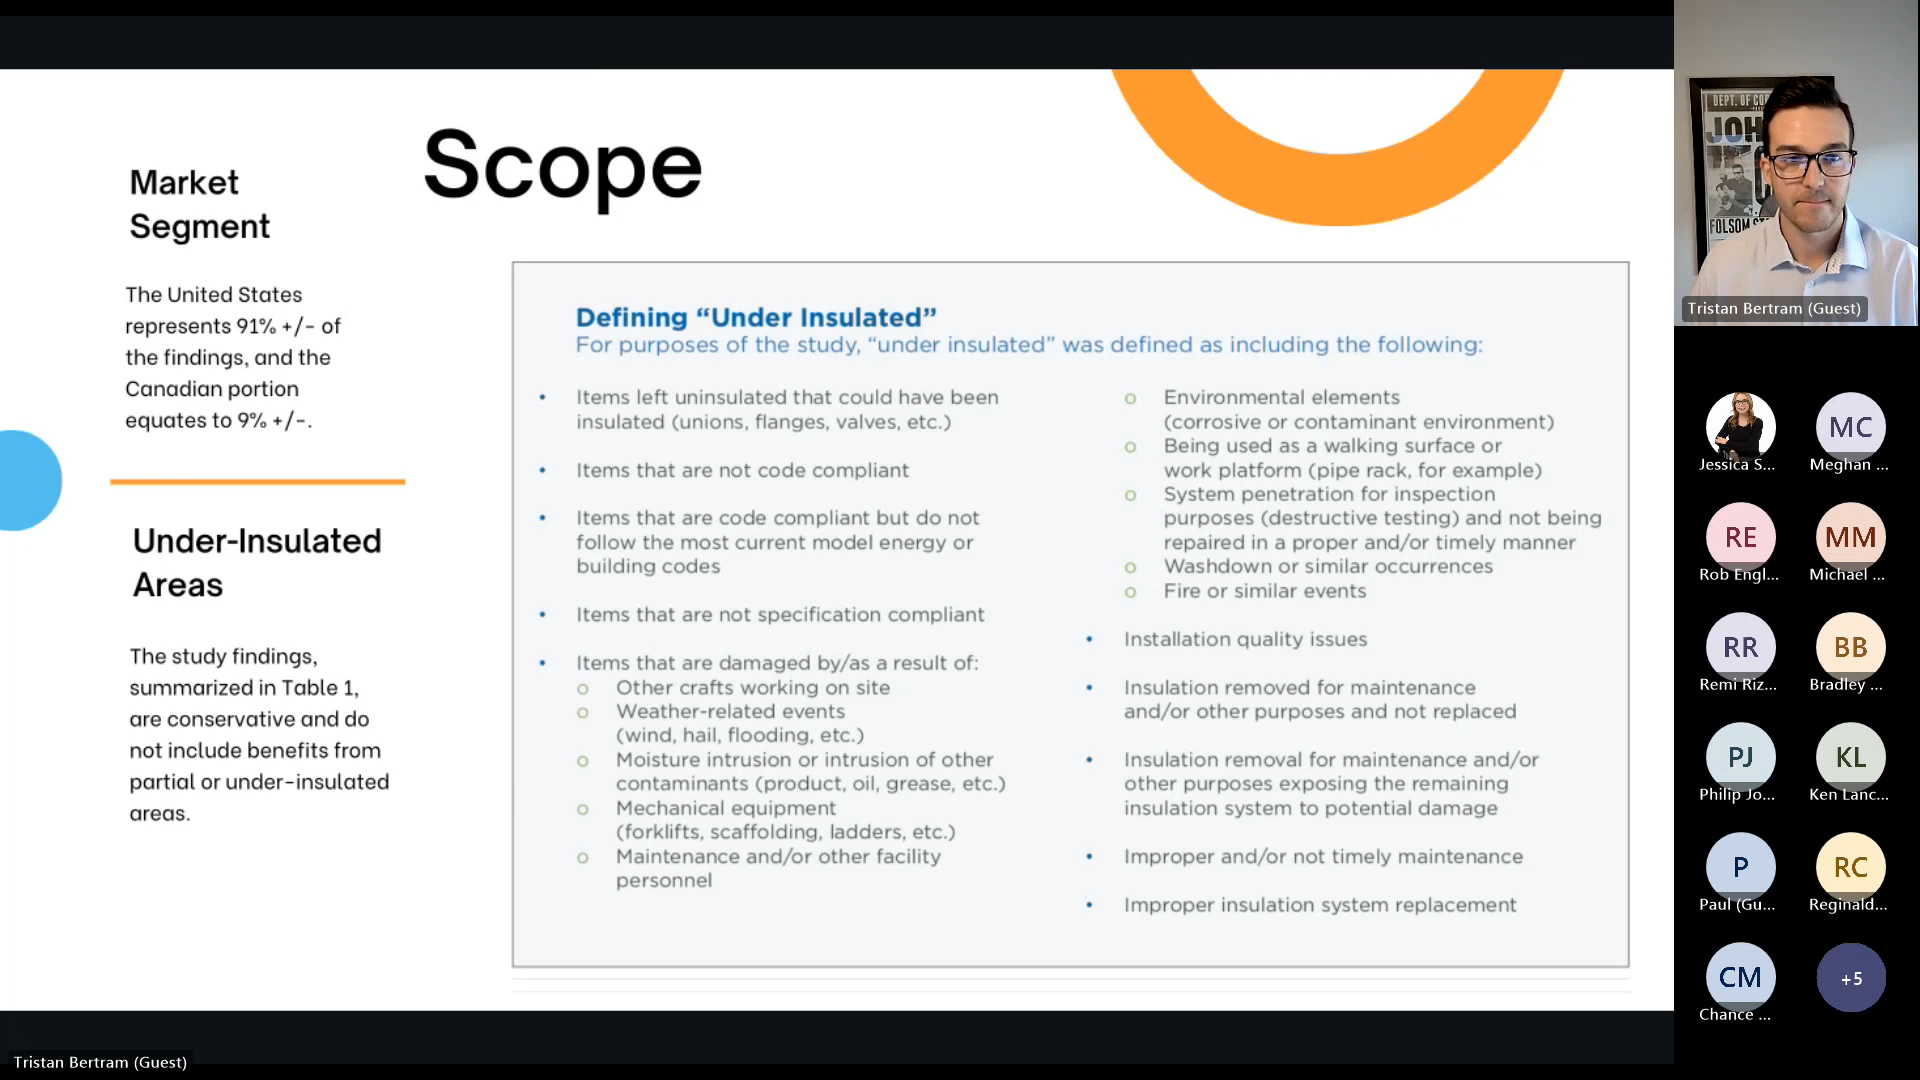 Scope
Market
Segment
The United States
represents 91% +/- of
the findings, and the
Canadian portion
equates to 9% +/-.
Under-Insulated
Areas
The study findings,
summarized in Table 1,
are conservative and do
not include benefits from
partial or under-insulated
areas.
Defining “Under Insulated”
For purposes of the study, “under insulated” was defined as including the following:
• Items left uninsulated that could have been
insulated (unions, flanges, valves, etc.)
• Items that are not code compliant
• Items that are code compliant but do not
follow the most current model energy or
building codes
• Items that are not specification compliant
• Items that are damaged by/as a result of:
o Other crafts working on site
o Weather-related events
(wind, hail, flooding, etc.)
o Moisture intrusion or intrusion of other
contaminants (product, oil, grease, etc.)
o Mechanical equipment
(forklifts, scaffolding, ladders, etc.)
o Maintenance and/or other facility
personnel
o Environmental elements
(corrosive or contaminant environment)
o Being used as a walking surface or
work platform (pipe rack, for example)
o System penetration for inspection
purposes (destructive testing) and not being
repaired in a proper and/or timely manner
o Washdown or similar occurrences
o Fire or similar events
• Installation quality issues
• Insulation removed for maintenance
and/or other purposes and not replaced
• Insulation removal for maintenance and/or
other purposes exposing the remaining
insulation system to potential damage
• Improper and/or not timely maintenance
• Improper insulation system replacement
DEPT. OF
JOH
FOLSOM
Tristan Bertram (Guest)
Jessica S...
MC
Meghan ...
RE
Rob Engl...
MM
Michael ...
RR
Remi Riz...
BB
Bradley ...
PJ
Philip Jo...
KL
Ken Lanc...
P
Paul (Gu...
RC
Reginald...
CM
Chance ...
+5
Tristan Bertram (Guest)